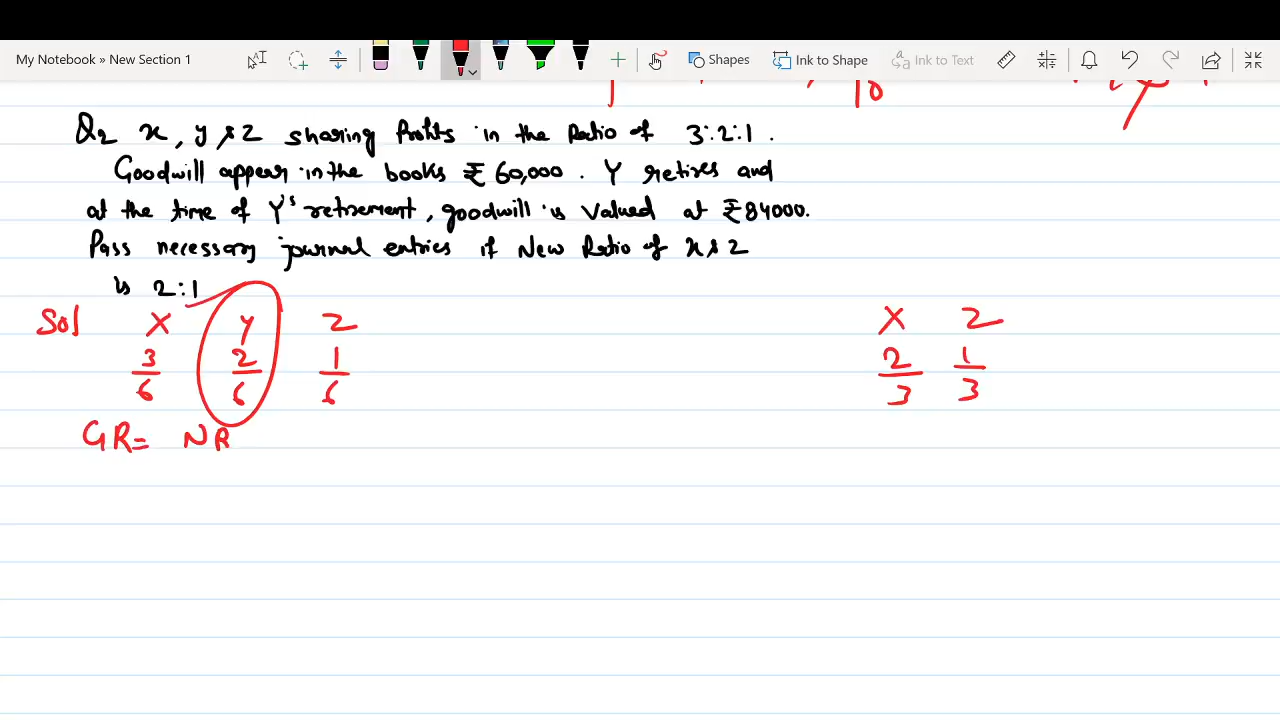 My Notebook » New Section 1
Shapes
Ink to Shape
Ink to Text
10
Q2 x, y & z sharing Profits in the Ratio of 3:2:1.
Goodwill appear in the books ₹ 60,000. Y retires and
at the time of Y's retirement, goodwill is valued at ₹84000.
Pass necessary journal entries if New Ratio of x & z
is 2:1
Sol X Y Z X Z
3/6 2/6 1/6 2/3 1/3
GR= NR